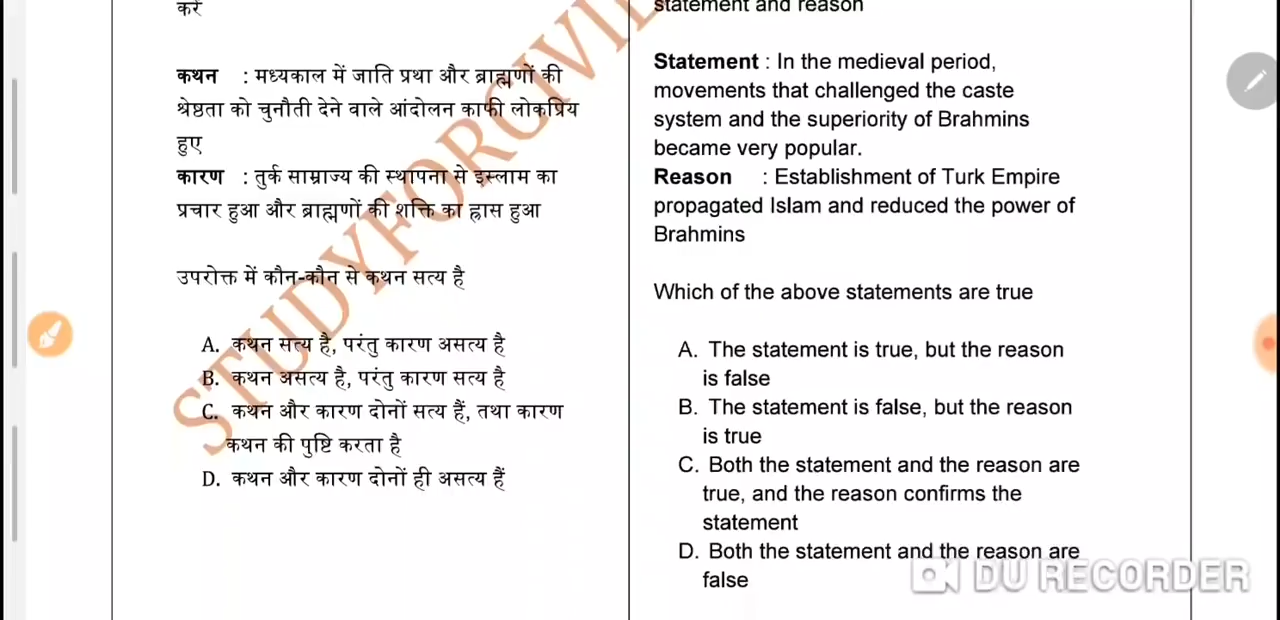 करें
कथन : मध्यकाल में जाति प्रथा और ब्राह्मणों की
श्रेष्ठता को चुनौती देने वाले आंदोलन काफी लोकप्रिय
हुए
कारण : तुर्क साम्राज्य की स्थापना से इस्लाम का
प्रचार हुआ और ब्राह्मणों की शक्ति का ह्रास हुआ
उपरोक्त में कौन-कौन से कथन सत्य है
A. कथन सत्य है, परंतु कारण असत्य है
B. कथन असत्य है, परंतु कारण सत्य है
C. कथन और कारण दोनों सत्य हैं, तथा कारण
कथन की पुष्टि करता है
D. कथन और कारण दोनों ही असत्य हैं
statement and reason
Statement : In the medieval period,
movements that challenged the caste
system and the superiority of Brahmins
became very popular.
Reason : Establishment of Turk Empire
propagated Islam and reduced the power of
Brahmins
Which of the above statements are true
A. The statement is true, but the reason
is false
B. The statement is false, but the reason
is true
C. Both the statement and the reason are
true, and the reason confirms the
statement
D. Both the statement and the reason are
false
STUDYFORCIVIL
DU RECORDER